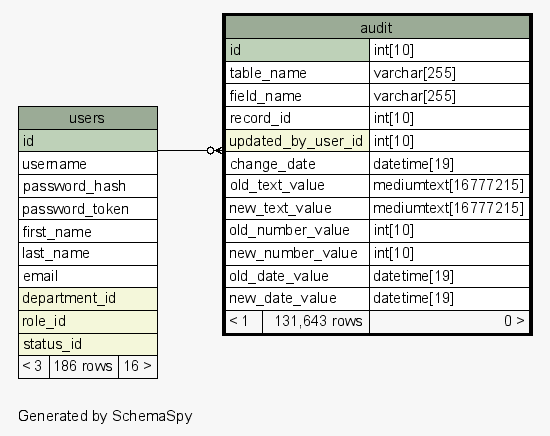 audit
id int[10]
table_name varchar[255]
field_name varchar[255]
record_id int[10]
updated_by_user_id int[10]
change_date datetime[19]
old_text_value mediumtext[16777215]
new_text_value mediumtext[16777215]
old_number_value int[10]
new_number_value int[10]
old_date_value datetime[19]
new_date_value datetime[19]
< 1 131,643 rows 0 >
users
id
username
password_hash
password_token
first_name
last_name
email
department_id
role_id
status_id
< 3 186 rows 16 >
Generated by SchemaSpy